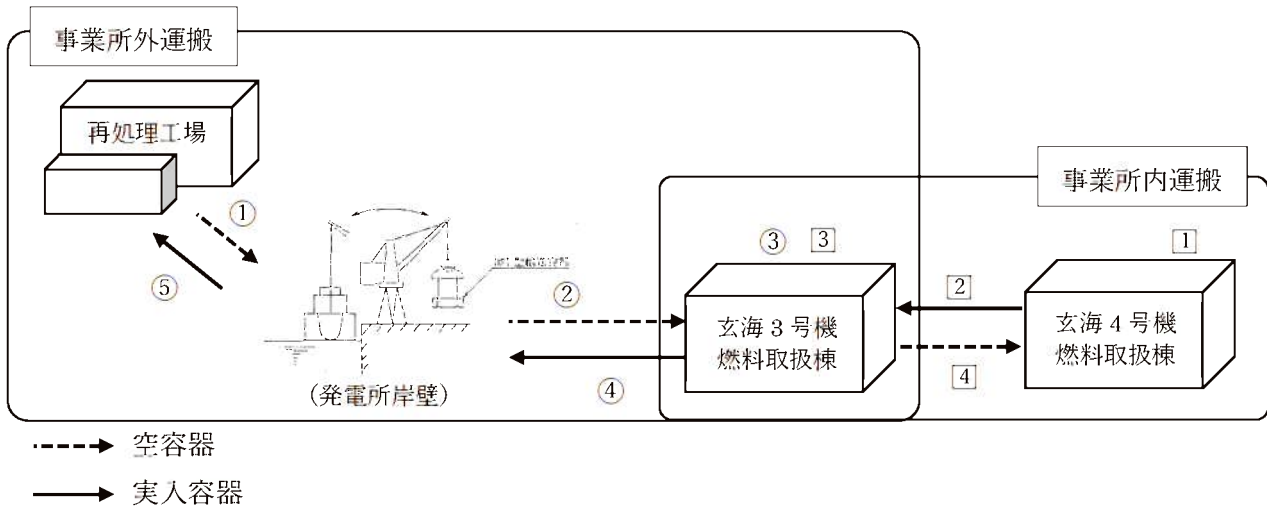 事業所外運搬
再処理工場
①
⑤
②
④
(発電所岸壁)
事業所内運搬
③ 3
1
2
4
玄海3号機
燃料取扱棟
玄海4号機
燃料取扱棟
空容器
実入容器